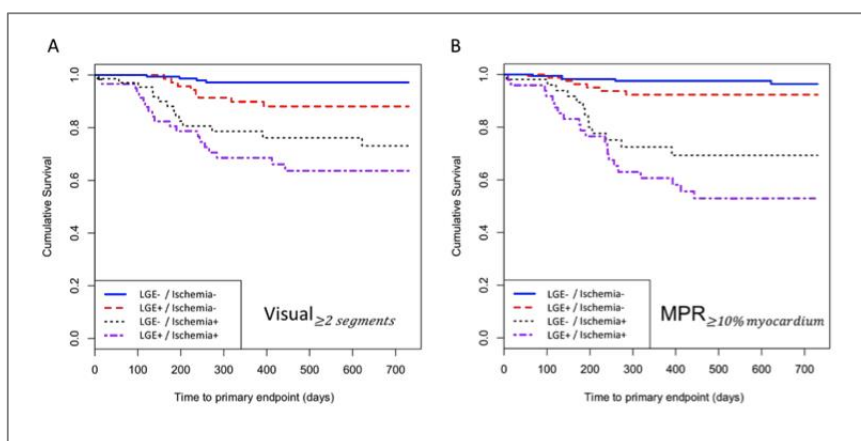 A
Cumulative Survival
1.0
0.8
0.6
0.4
0.2
0.0
LGE- / Ischemia-
LGE+ / Ischemia-
LGE- / Ischemia+
LGE+ / Ischemia+
Visual ≥2 segments
0 100 200 300 400 500 600 700
Time to primary endpoint (days)
B
Cumulative Survival
1.0
0.8
0.6
0.4
0.2
0.0
LGE- / Ischemia-
LGE+ / Ischemia-
LGE- / Ischemia+
LGE+ / Ischemia+
MPR ≥10% myocardium
0 100 200 300 400 500 600 700
Time to primary endpoint (days)